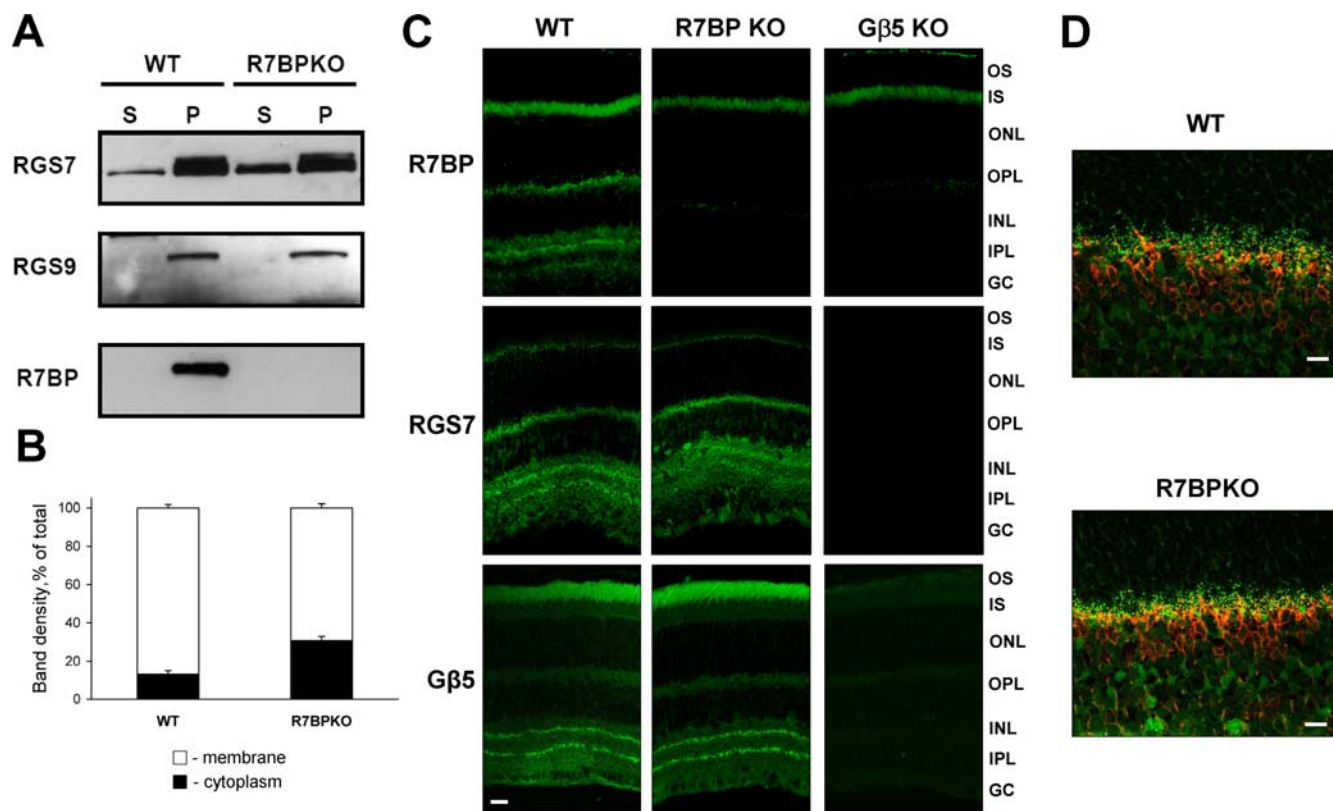 A
WT R7BPKO
S P S P
RGS7
RGS9
R7BP
B
Band density, % of total
100
80
60
40
20
0
WT R7BPKO
- membrane
- cytoplasm
C
WT R7BP KO Gβ5 KO
R7BP
OS
IS
ONL
OPL
INL
IPL
GC
RGS7
OS
IS
ONL
OPL
INL
IPL
GC
Gβ5
OS
IS
ONL
OPL
INL
IPL
GC
D
WT
R7BPKO